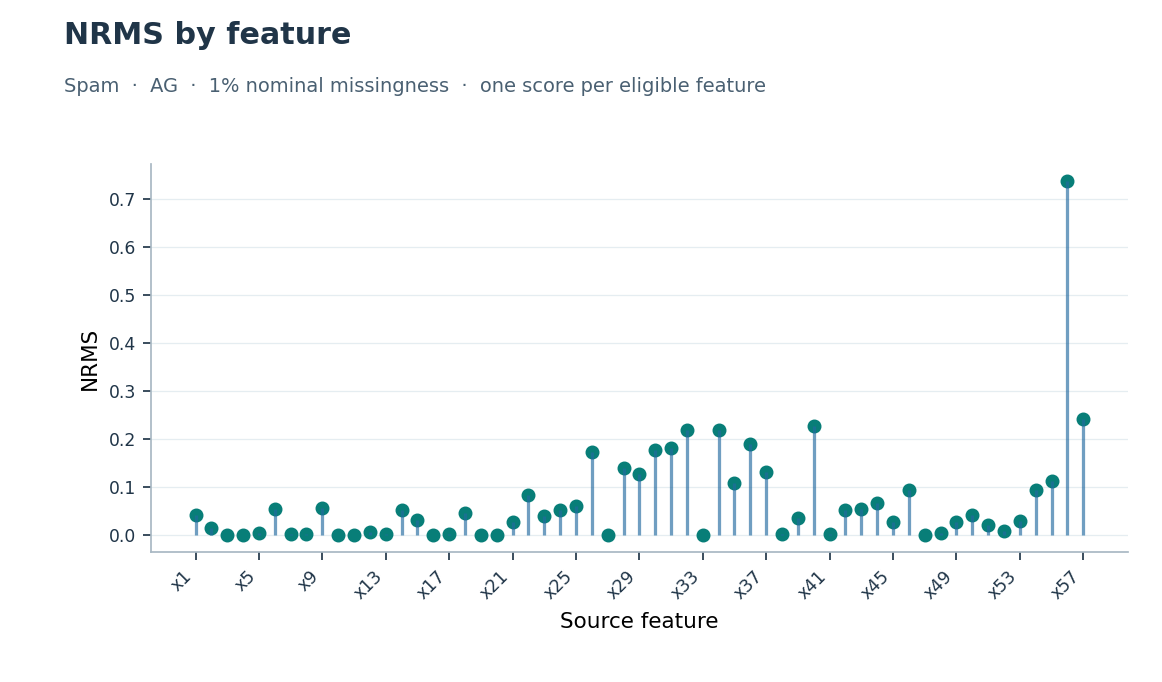 NRMS by feature
Spam · AG · 1% nominal missingness · one score per eligible feature
0.7
0.6
0.5
0.4
0.3
0.2
0.1
0.0
NRMS
x1 x5 x9 x13 x17 x21 x25 x29 x33 x37 x41 x45 x49 x53 x57
Source feature